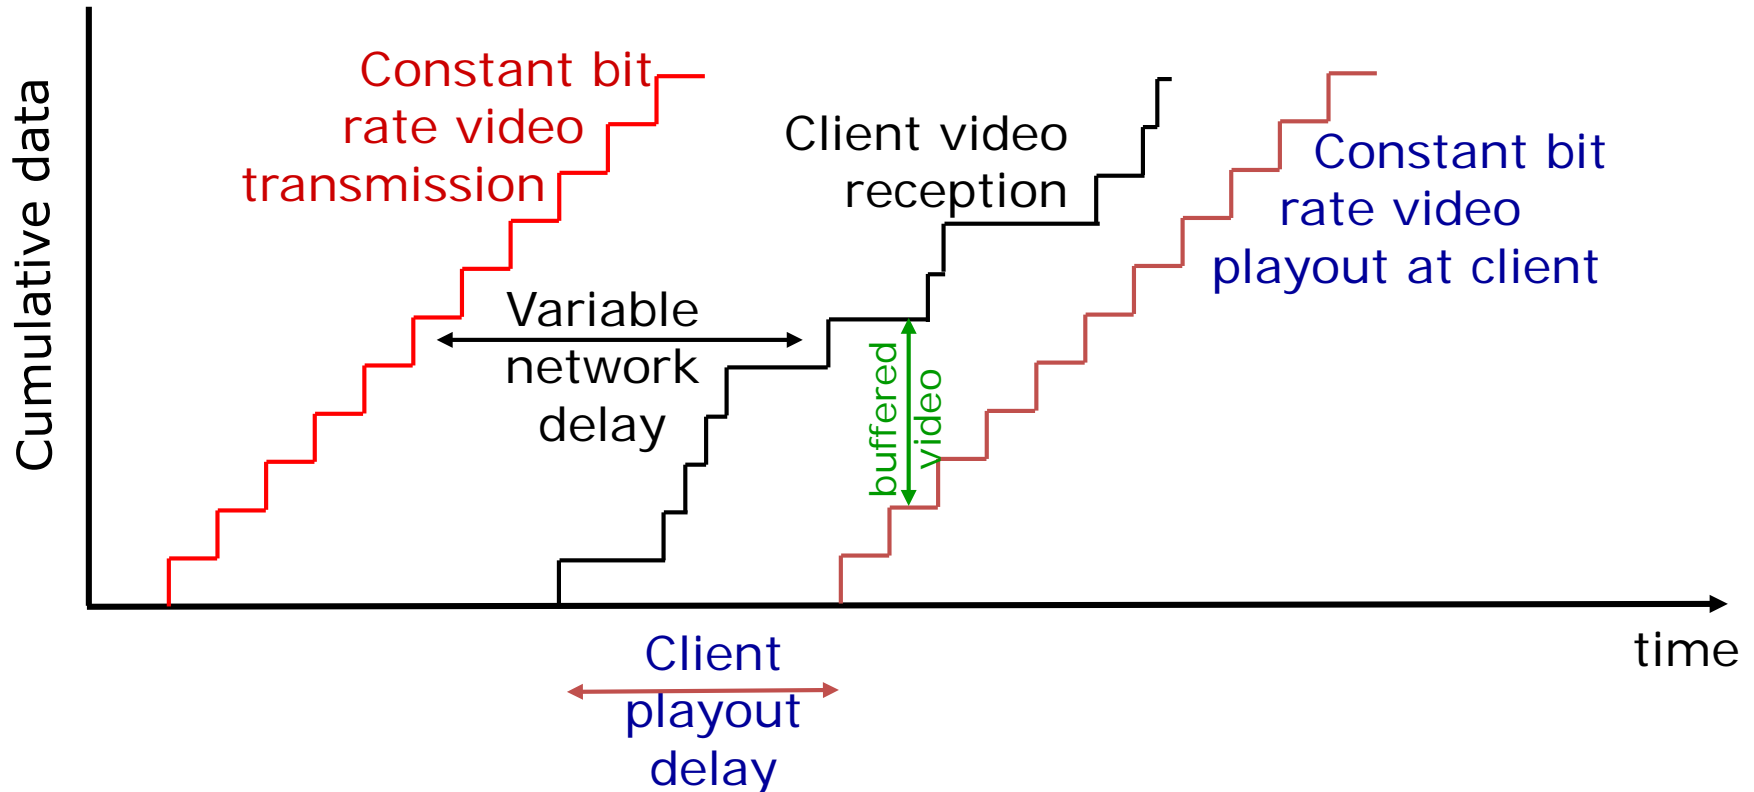 Cumulative data
Constant bit
rate video
transmission
Client video
reception
Constant bit
rate video
playout at client
Variable
network
delay
buffered
video
time
Client
playout
delay